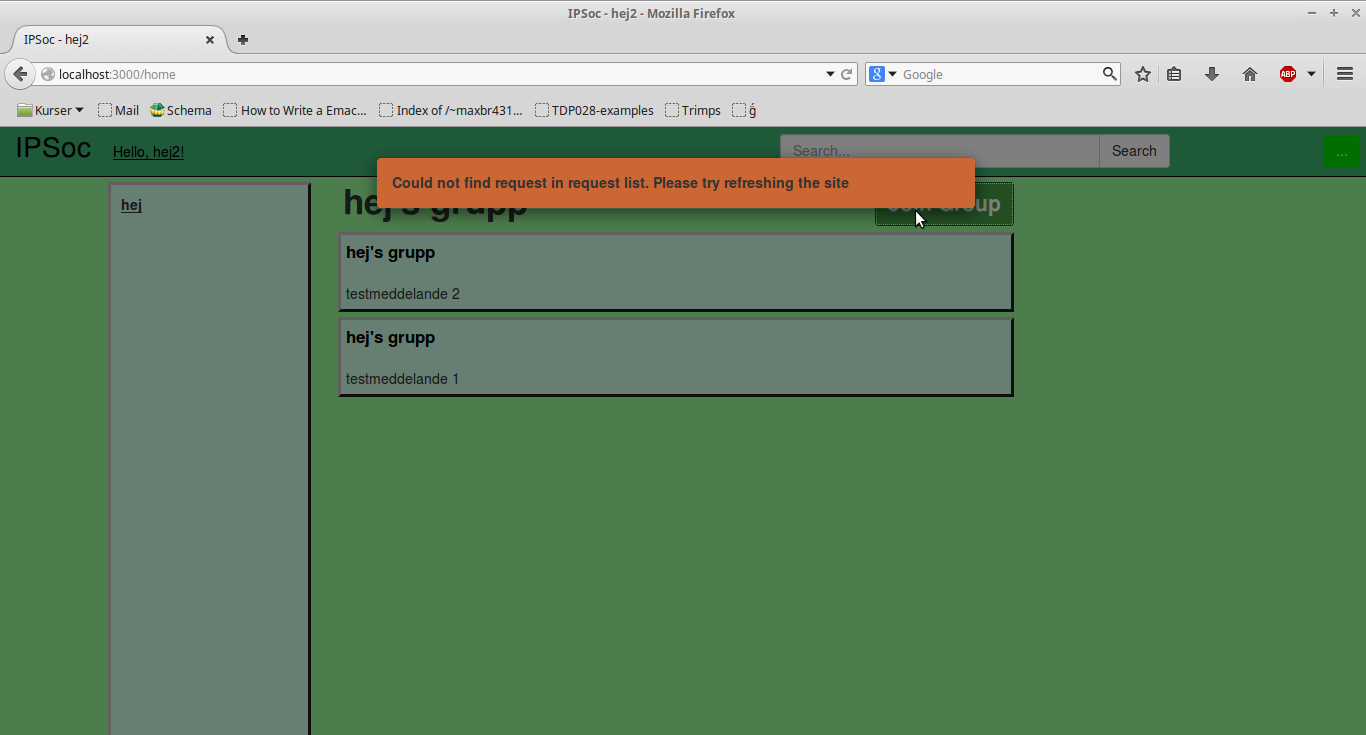 IPSoc - hej2 - Mozilla Firefox
IPSoc - hej2
localhost:3000/home
Google
ABP
Kurser
Mail
Schema
How to Write a Emac...
Index of /~maxbr431...
TDP028-examples
Trimps
ğ
IPSoc
Hello, hej2!
Search...
Search
...
Could not find request in request list. Please try refreshing the site
hej
hej's grupp
Join Group
hej's grupp
testmeddelande 2
hej's grupp
testmeddelande 1